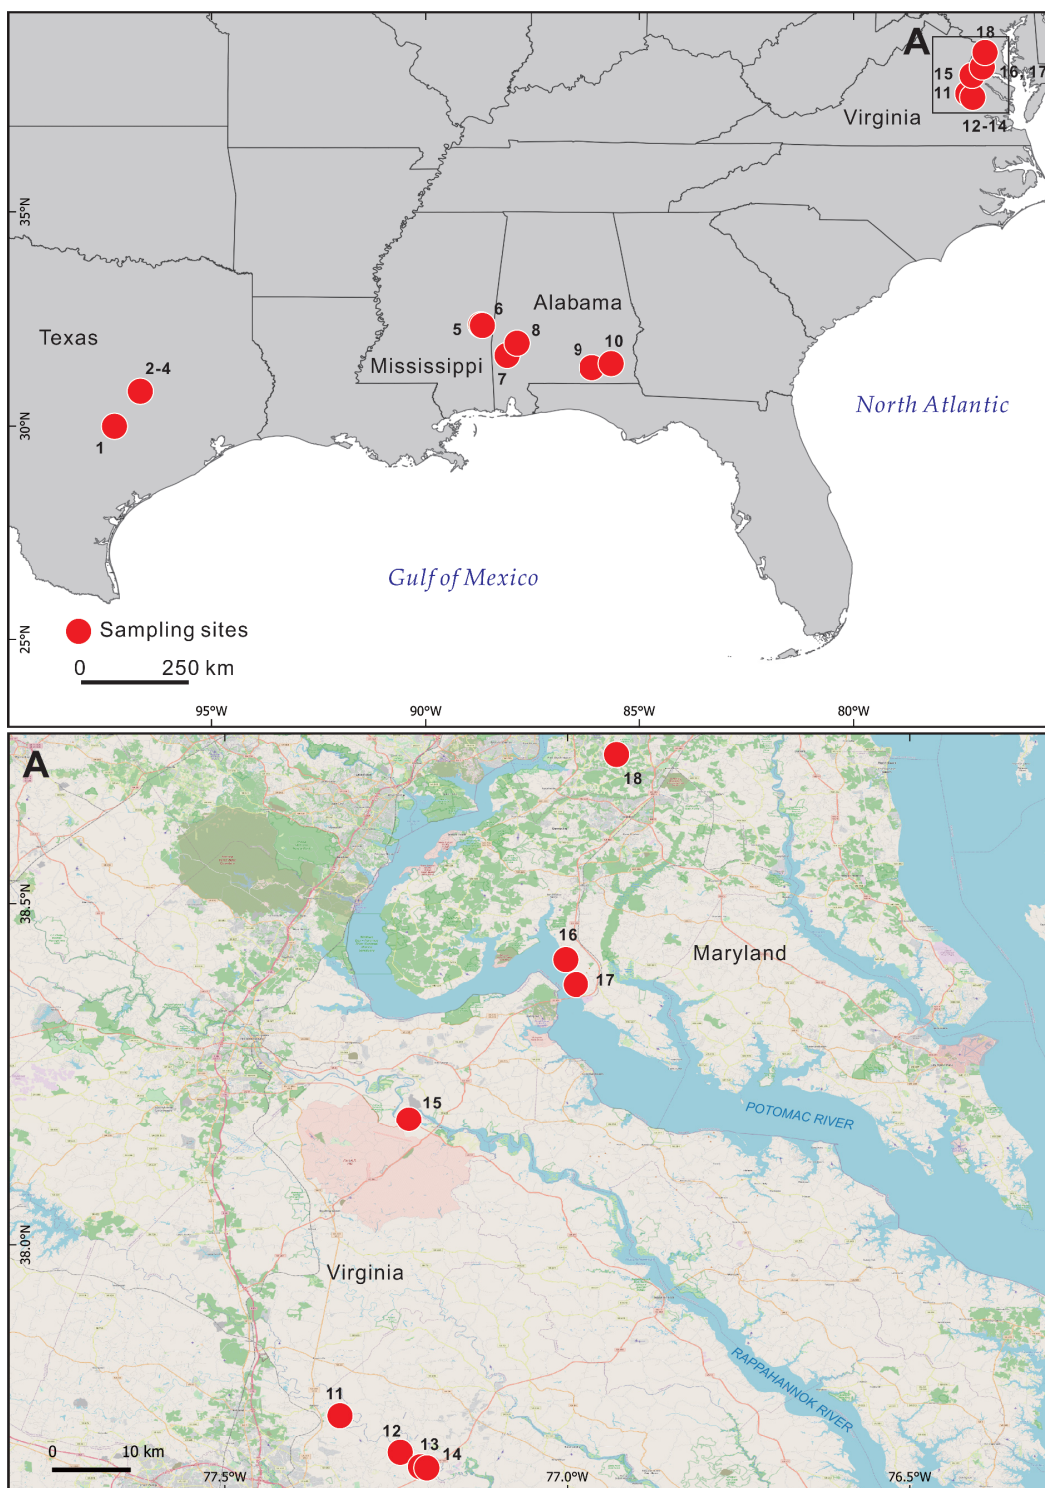 18
A
15
16, 17
11
Virginia
12-14
35°N
Alabama
6
5
8
Texas
10
9
Mississippi
2-4
7
North Atlantic
30°N
1
Gulf of Mexico
Sampling sites
25°N
0 250 km
95°W 90°W 85°W 80°W
A
18
38.5°N
16
Maryland
17
15
POTOMAC RIVER
38.0°N
Virginia
RAPPAHANNOK RIVER
11
12
13
14
0 10 km
77.5°W 77.0°W 76.5°W